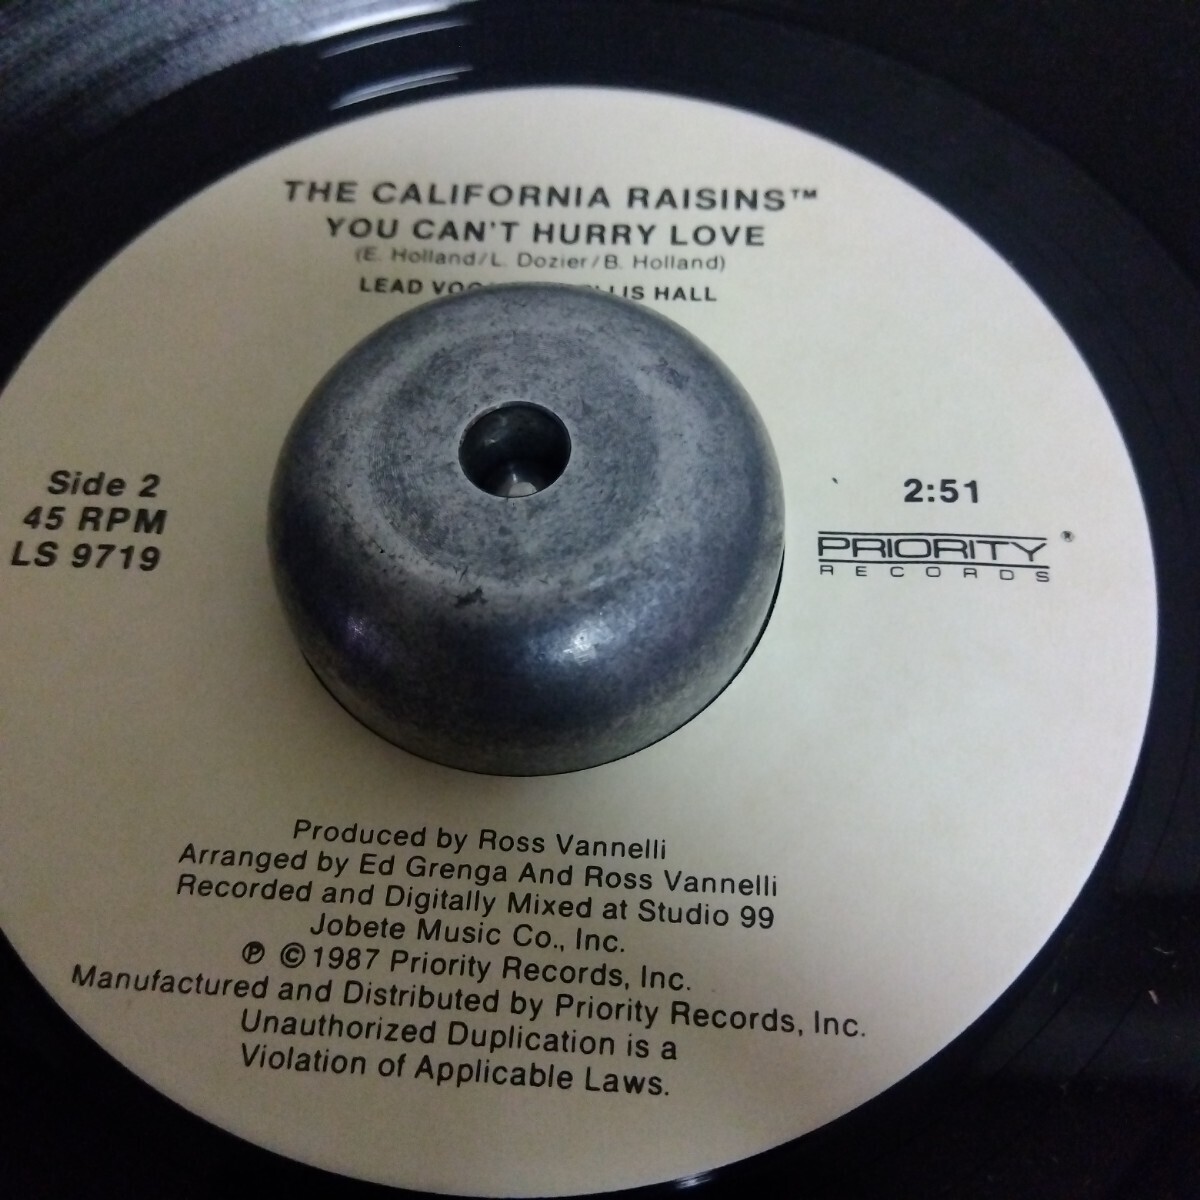 THE CALIFORNIA RAISINS™
YOU CAN'T HURRY LOVE
(E. Holland/L. Dozier/B. Holland)
LEAD HALL
Side 2
45 RPM
LS 9719
2:51
PRIORITY®
RECORDS
Produced by Ross Vannelli
Arranged by Ed Grenga And Ross Vannelli
Recorded and Digitally Mixed at Studio 99
Jobete Music Co., Inc.
℗ ©1987 Priority Records, Inc.
Manufactured and Distributed by Priority Records, Inc.
Unauthorized Duplication is a
Violation of Applicable Laws.